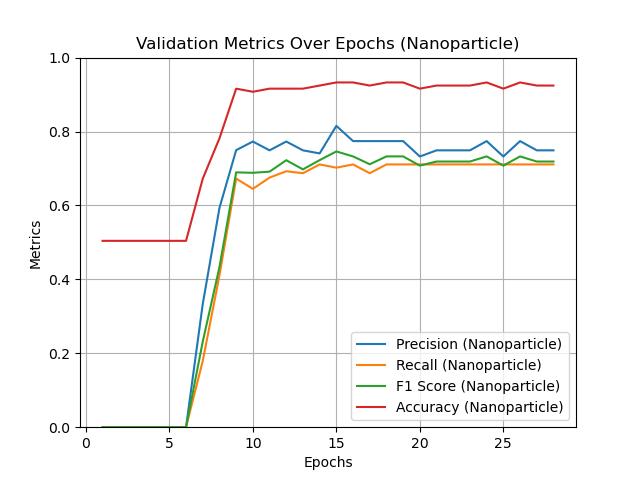 Validation Metrics Over Epochs (Nanoparticle)
1.0
0.8
0.6
0.4
0.2
0.0
Metrics
Precision (Nanoparticle)
Recall (Nanoparticle)
F1 Score (Nanoparticle)
Accuracy (Nanoparticle)
0 5 10 15 20 25
Epochs